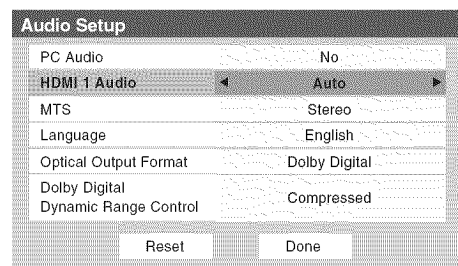 Audio Setup
PC Audio No
HDMI 1 Audio Auto
MTS Stereo
Language English
Optical Output Format Dolby Digital
Dolby Digital
Dynamic Range Control Compressed
Reset Done